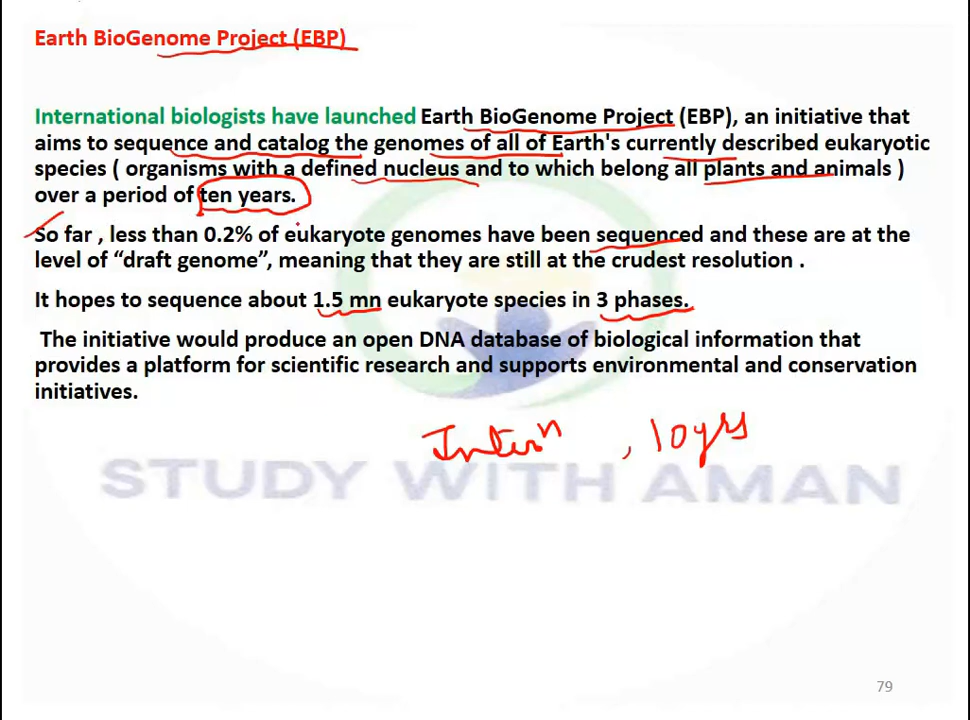 Earth BioGenome Project (EBP)
International biologists have launched Earth BioGenome Project (EBP), an initiative that
aims to sequence and catalog the genomes of all of Earth's currently described eukaryotic
species ( organisms with a defined nucleus and to which belong all plants and animals )
over a period of ten years.
So far , less than 0.2% of eukaryote genomes have been sequenced and these are at the
level of “draft genome”, meaning that they are still at the crudest resolution .
It hopes to sequence about 1.5 mn eukaryote species in 3 phases.
The initiative would produce an open DNA database of biological information that
provides a platform for scientific research and supports environmental and conservation
initiatives.
Intern , 10yrs
STUDY WITH AMAN
79